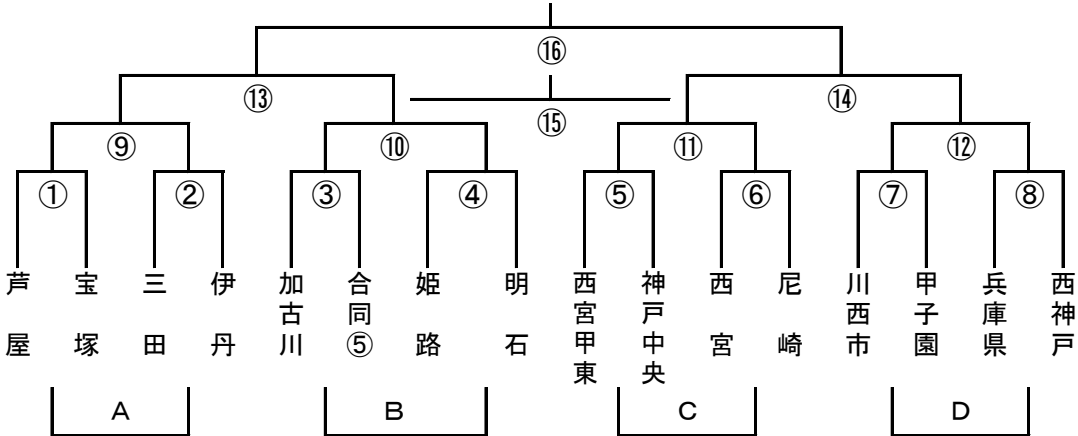 ⑯
⑬ ⑭
⑮
⑨ ⑩ ⑪ ⑫
① ② ③ ④ ⑤ ⑥ ⑦ ⑧
芦屋
宝塚
三田
伊丹
加古川
合同⑤
姫路
明石
西宮甲東
神戸中央
西宮
尼崎
川西市
甲子園
兵庫県
西神戸
A B C D